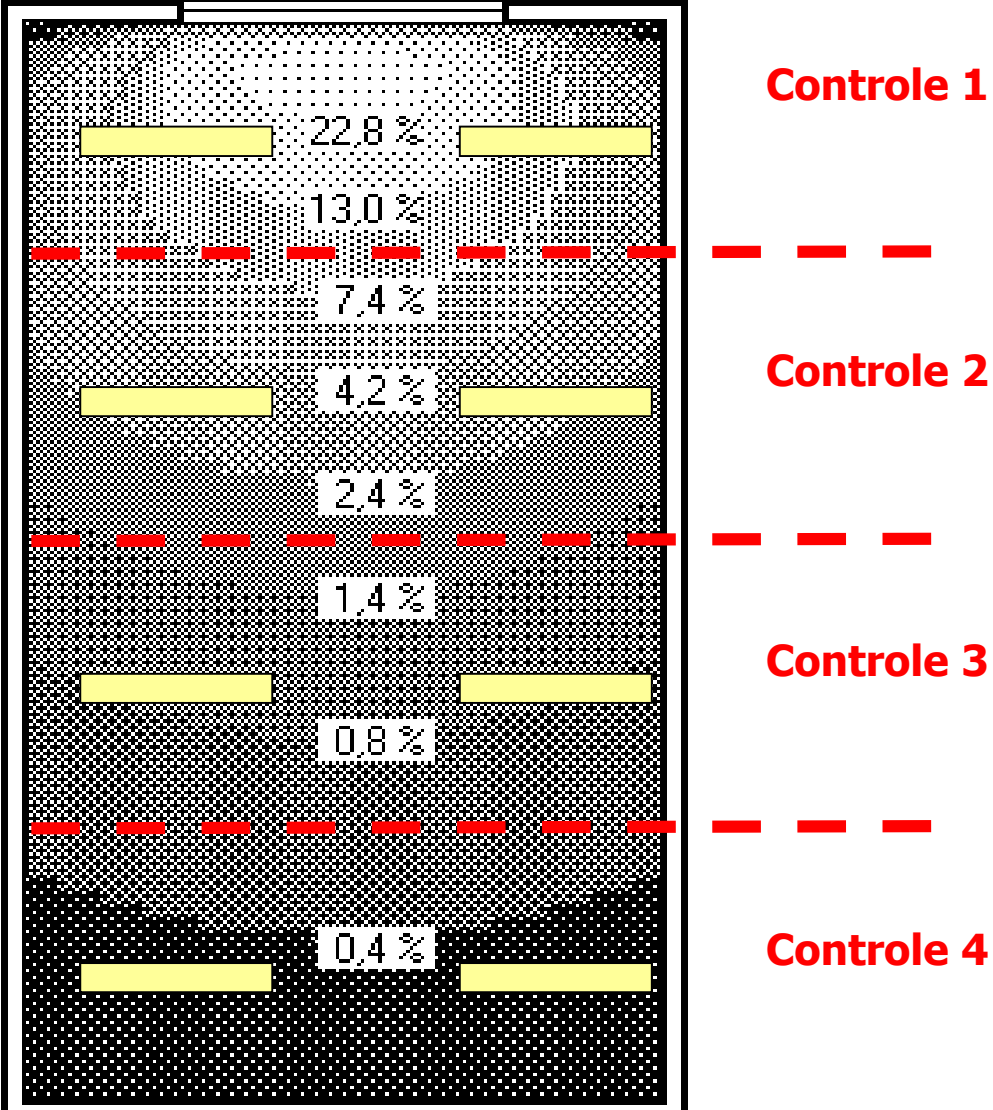 Controle 1
22,8 %
13,0 %
7,4 %
Controle 2
4,2 %
2,4 %
1,4 %
Controle 3
0,8 %
Controle 4
0,4 %